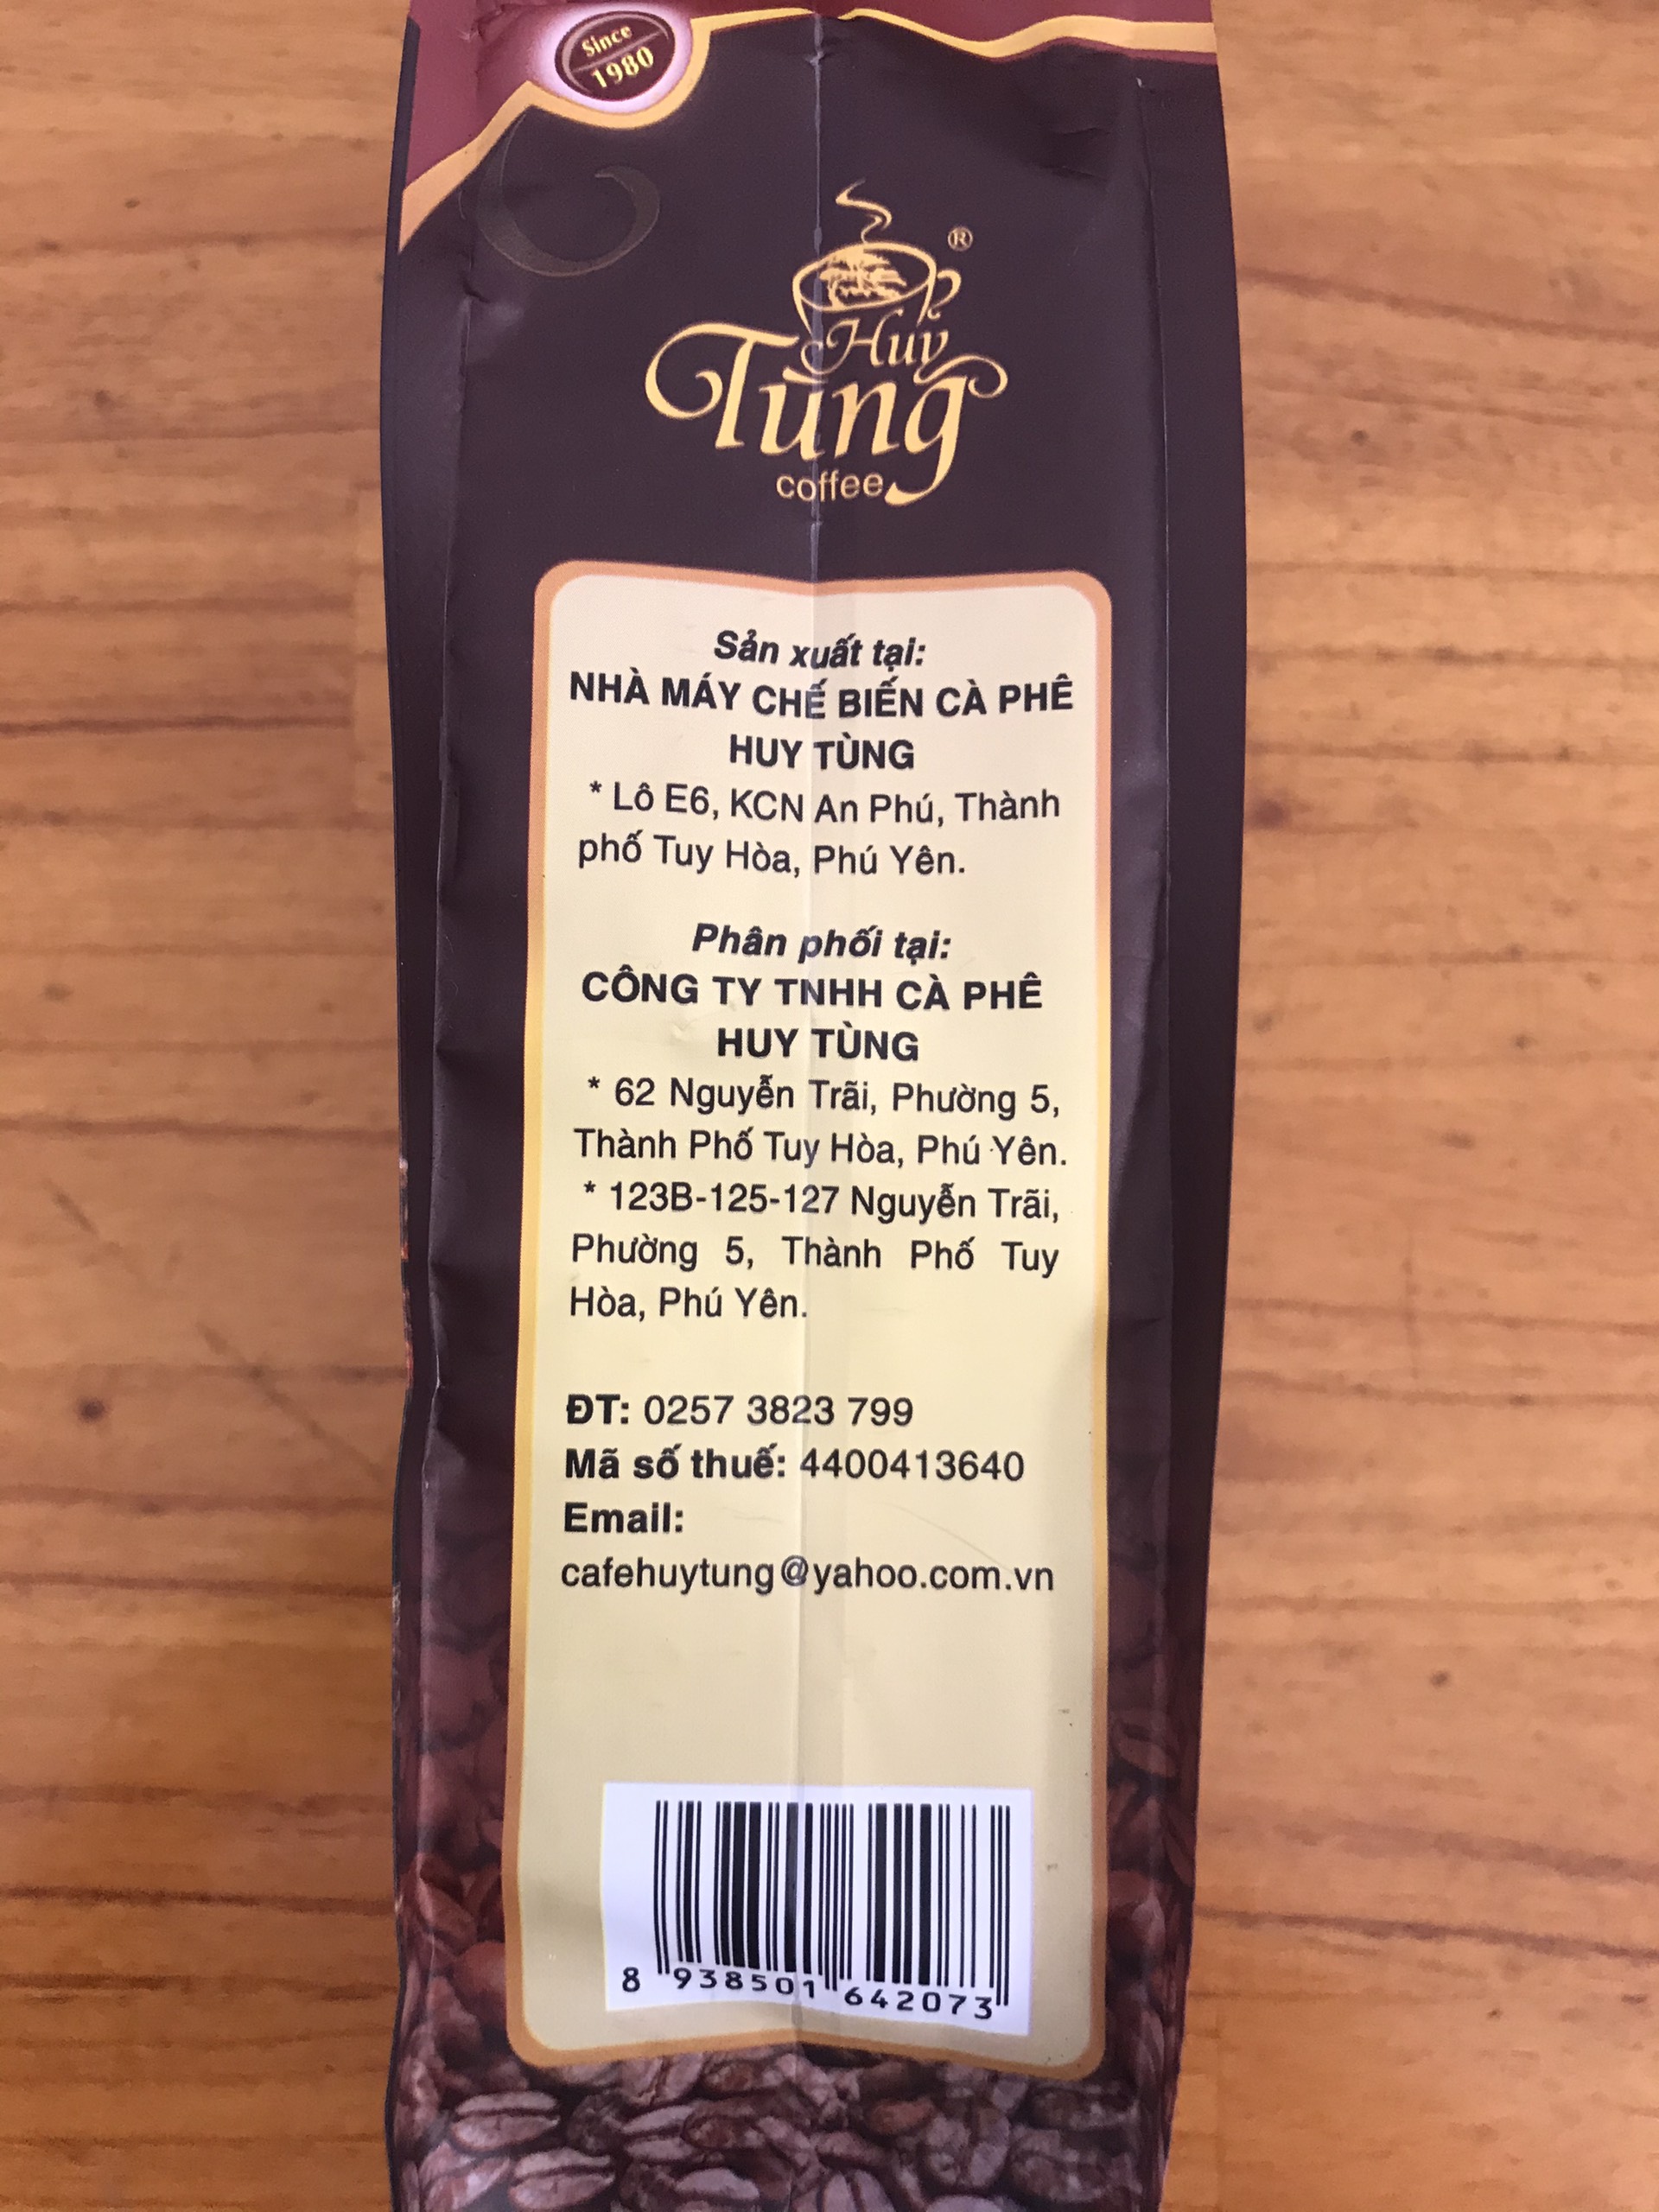 Since
1980
Huy
®
Tùng
coffee
Sản xuất tại:
NHÀ MÁY CHẾ BIẾN CÀ PHÊ
HUY TÙNG
* Lô E6, KCN An Phú, Thành
phố Tuy Hòa, Phú Yên.
Phân phối tại:
CÔNG TY TNHH CÀ PHÊ
HUY TÙNG
* 62 Nguyễn Trãi, Phường 5,
Thành Phố Tuy Hòa, Phú Yên.
* 123B-125-127 Nguyễn Trãi,
Phường 5, Thành Phố Tuy
Hòa, Phú Yên.
ĐT: 0257 3823 799
Mã số thuế: 4400413640
Email:
cafehuytung@yahoo.com.vn
8 938501 642073